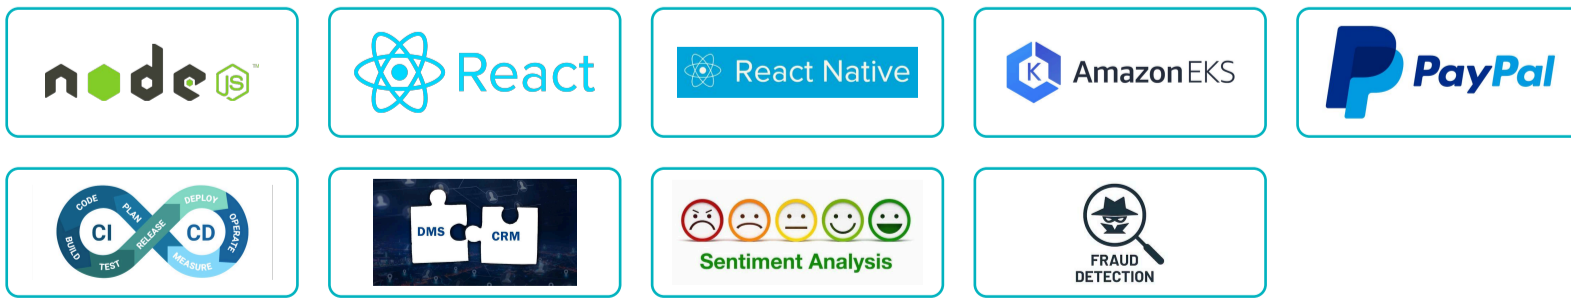 node JS ™
React
React Native
Amazon EKS
PayPal
CODE
PLAN
DEPLOY
OPERATE
CI
CD
BUILD
RELEASE
TEST
MEASURE
DMS
CRM
Sentiment Analysis
FRAUD
DETECTION